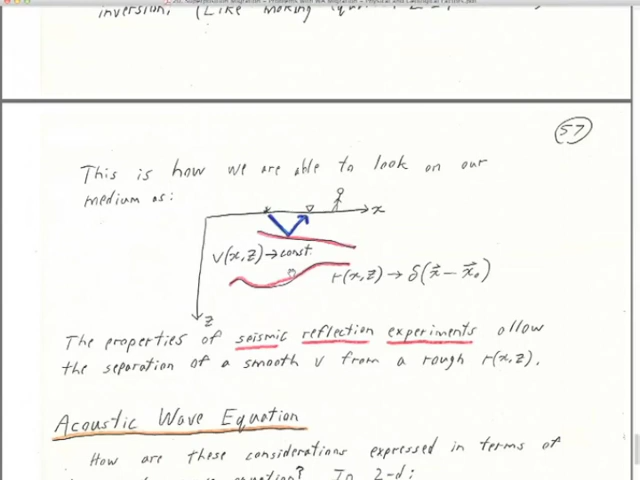 inversion. (Like making
57
This is how we are able to look on our
medium as:
x
v(x,z)→const.
r(x,z) → δ(x⃗ - x⃗₀)
z
The properties of seismic reflection experiments allow
the separation of a smooth v from a rough r(x,z).
Acoustic Wave Equation
How are these considerations expressed in terms of
equation? In 2-d: